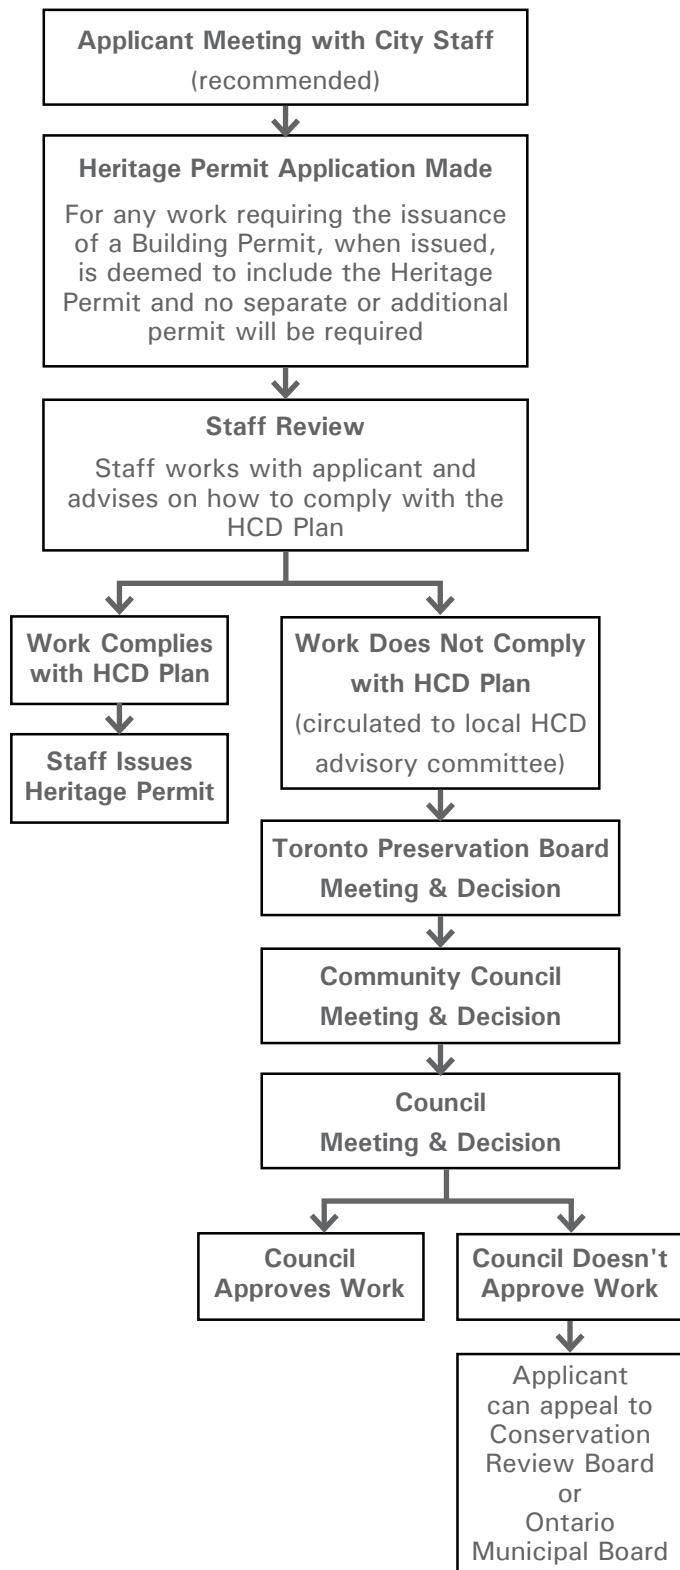 Applicant Meeting with City Staff
(recommended)
Heritage Permit Application Made
For any work requiring the issuance
of a Building Permit, when issued,
is deemed to include the Heritage
Permit and no separate or additional
permit will be required
Staff Review
Staff works with applicant and
advises on how to comply with the
HCD Plan
Work Complies
with HCD Plan
Staff Issues
Heritage Permit
Work Does Not Comply
with HCD Plan
(circulated to local HCD
advisory committee)
Toronto Preservation Board
Meeting & Decision
Community Council
Meeting & Decision
Council
Meeting & Decision
Council
Approves Work
Council Doesn't
Approve Work
Applicant
can appeal to
Conservation
Review Board
or
Ontario
Municipal Board